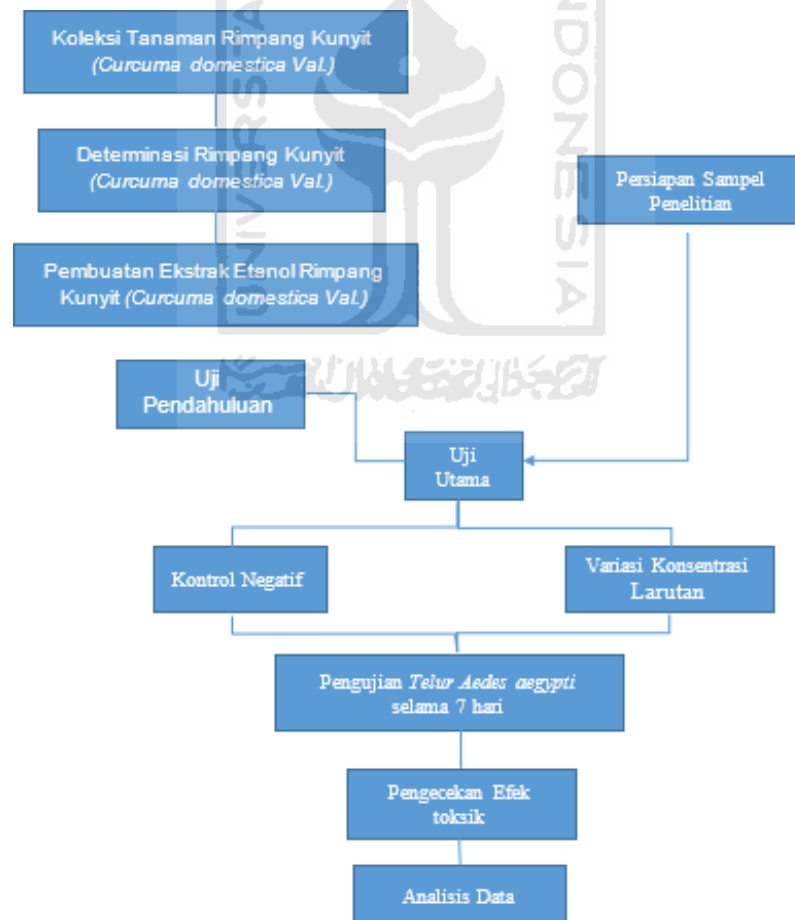 Koleksi Tanaman Rimpang Kunyit
(Curcuma domestica Val.)
Determinasi Rimpang Kunyit
(Curcuma domestica Val.)
Persiapan Sampel
Penelitian
Pembuatan Ekstrak Etanol Rimpang
Kunyit (Curcuma domestica Val.)
Uji
Pendahuluan
Uji
Utama
Kontrol Negatif
Variasi Konsentrasi
Larutan
Pengujian Telur Aedes aegypti
selama 7 hari
Pengecekan Efek
toksik
Analisis Data
UNIVERSITA
NDONESIA